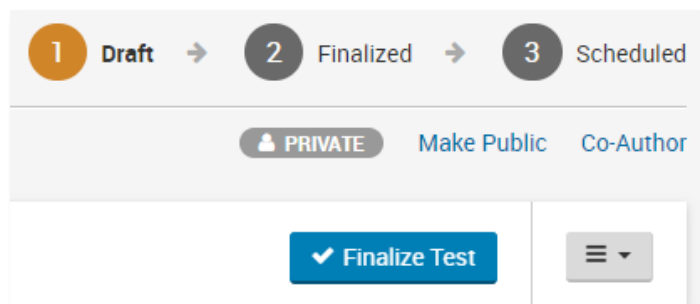 1 Draft 2 Finalized 3 Scheduled
PRIVATE Make Public Co-Author
Finalize Test